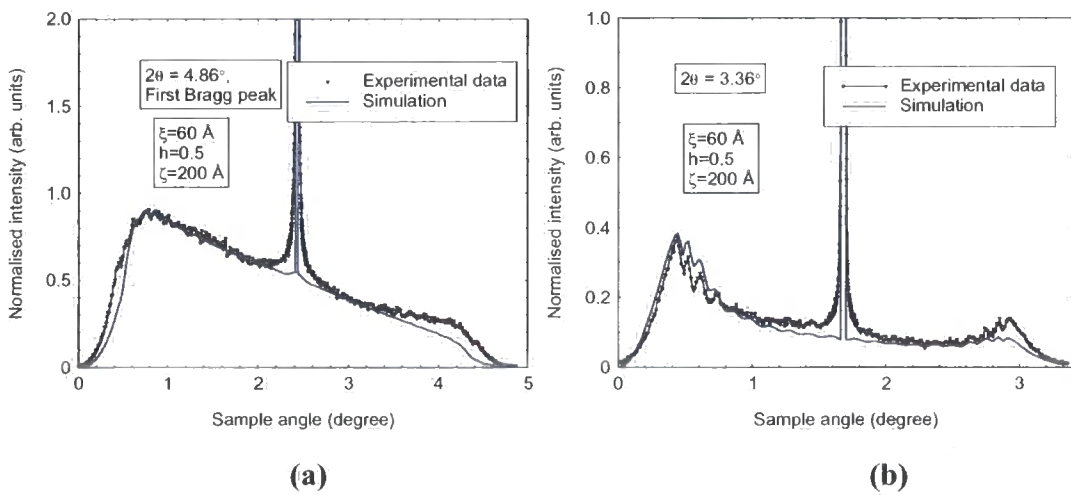 2.0
1.5
1.0
0.5
0
0 1 2 3 4 5
Normalised intensity (arb. units)
Sample angle (degree)
2θ = 4.86°,
First Bragg peak
Experimental data
Simulation
ξ=60 Å
h=0.5
ζ=200 Å
(a)
1.0
0.8
0.6
0.4
0.2
0
0 1 2 3
Normalised intensity (arb. units)
Sample angle (degree)
2θ = 3.36°
Experimental data
Simulation
ξ=60 Å
h=0.5
ζ=200 Å
(b)